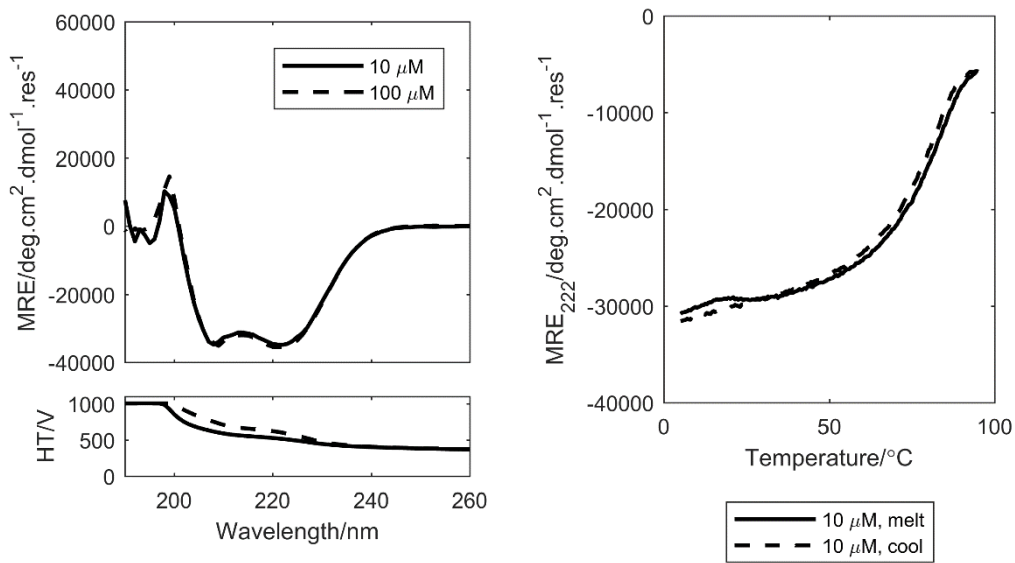 60000
40000
20000
0
-20000
-40000
MRE/deg.cm².dmol⁻¹.res⁻¹
10 μM
100 μM
1000
500
0
HT/V
200
220
240
260
Wavelength/nm
0
-10000
-20000
-30000
-40000
MRE₂₂₂/deg.cm².dmol⁻¹.res⁻¹
0
50
100
Temperature/°C
10 μM, melt
10 μM, cool